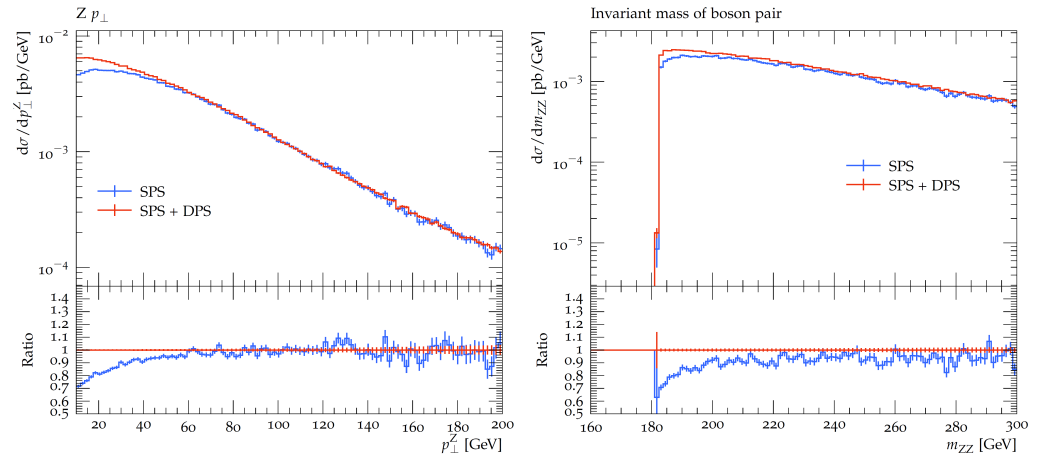 Z p⊥
SPS
SPS + DPS
10⁻²
10⁻³
10⁻⁴
dσ/dp⊥^Z [pb/GeV]
1.4
1.3
1.2
1.1
1
0.9
0.8
0.7
0.6
0.5
Ratio
20 40 60 80 100 120 140 160 180 200
p⊥^Z [GeV]
Invariant mass of boson pair
SPS
SPS + DPS
10⁻³
10⁻⁴
10⁻⁵
dσ/dm_ZZ [pb/GeV]
1.4
1.3
1.2
1.1
1
0.9
0.8
0.7
0.6
0.5
Ratio
160 180 200 220 240 260 280 300
m_ZZ [GeV]